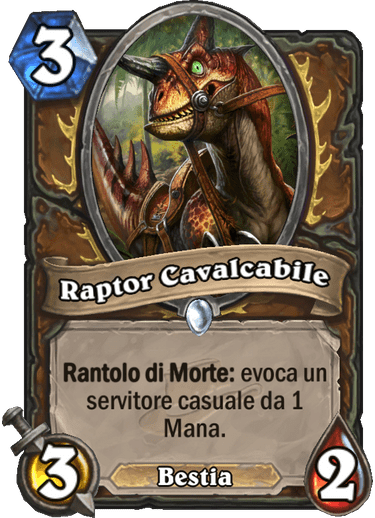 3
Raptor Cavalcabile
Rantolo di Morte: evoca un
servitore casuale da 1
Mana.
3
Bestia
2